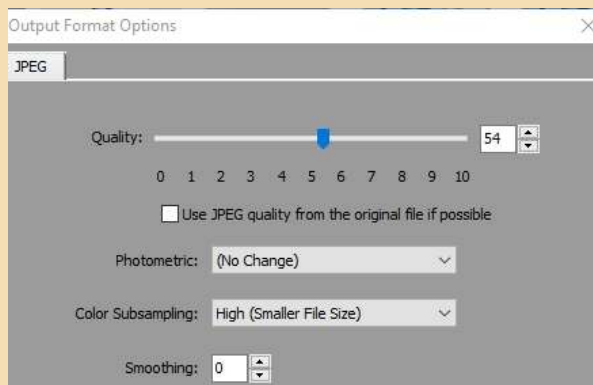 Output Format Options
JPEG
Quality: 54
0 1 2 3 4 5 6 7 8 9 10
Use JPEG quality from the original file if possible
Photometric: (No Change)
Color Subsampling: High (Smaller File Size)
Smoothing: 0